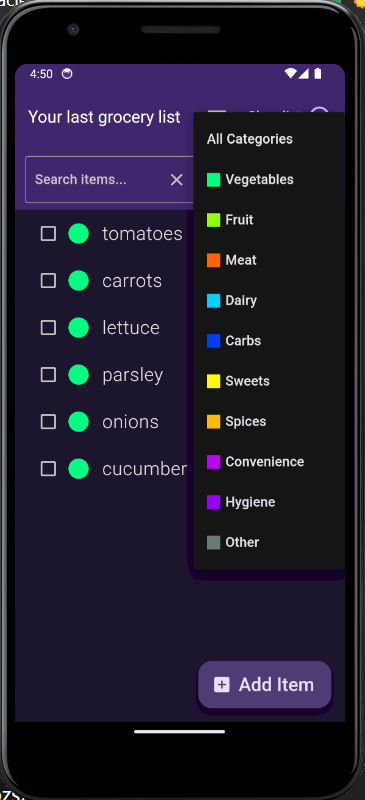 4:50
Your last grocery list
Search items...
All Categories
Vegetables
Fruit
Meat
Dairy
Carbs
Sweets
Spices
Convenience
Hygiene
Other
tomatoes
carrots
lettuce
parsley
onions
cucumber
Add Item